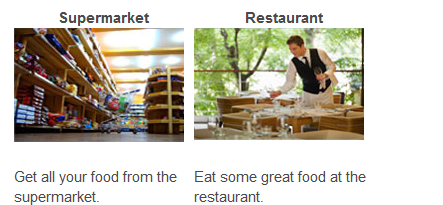 Supermarket
Restaurant
Get all your food from the
supermarket.
Eat some great food at the
restaurant.